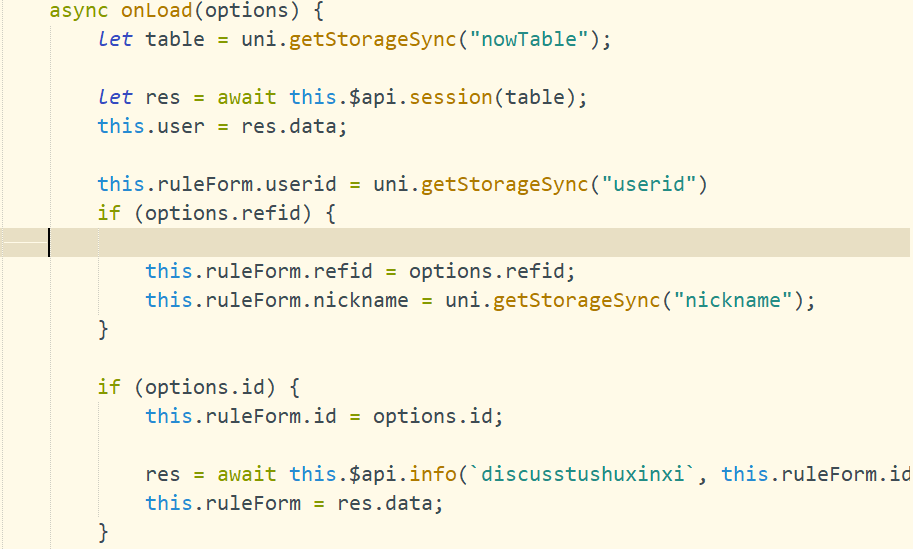 async onLoad(options) {
let table = uni.getStorageSync("nowTable");
let res = await this.$api.session(table);
this.user = res.data;
this.ruleForm.userid = uni.getStorageSync("userid")
if (options.refid) {
this.ruleForm.refid = options.refid;
this.ruleForm.nickname = uni.getStorageSync("nickname");
}
if (options.id) {
this.ruleForm.id = options.id;
res = await this.$api.info(`discusstushuxinxi`, this.ruleForm.id
this.ruleForm = res.data;
}